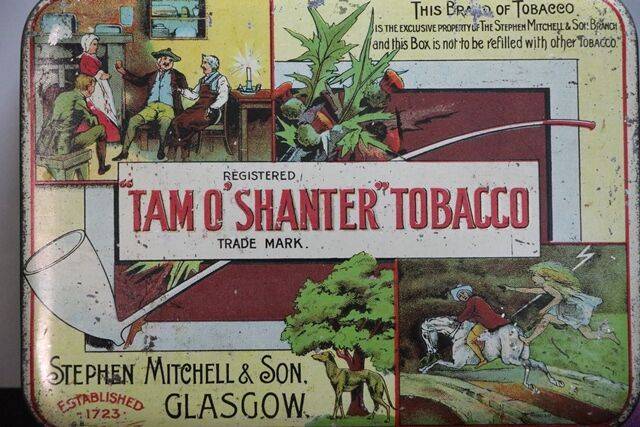 THIS BRAND OF TOBACCO
IS THE EXCLUSIVE PROPERTY OF THE STEPHEN MITCHELL & SON BRANCH
and this Box is not to be refilled with other TOBACCO."
REGISTERED
"TAM O'SHANTER" TOBACCO
TRADE MARK.
STEPHEN MITCHELL & SON.
GLASGOW.
ESTABLISHED
1723